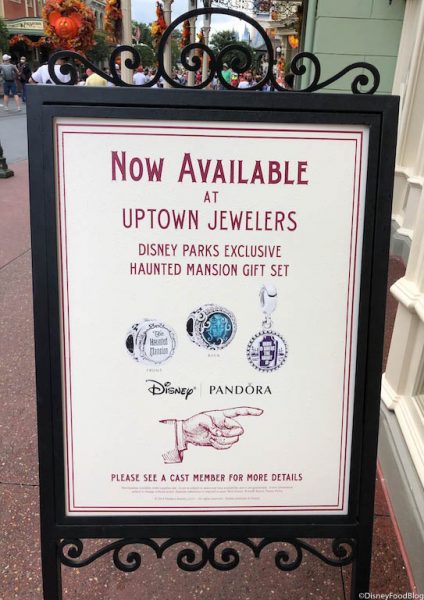 NOW AVAILABLE
AT
UPTOWN JEWELERS
DISNEY PARKS EXCLUSIVE
HAUNTED MANSION GIFT SET
The
Haunted
Mansion
FRONT
BACK
Disney | PANDÖRA
PLEASE SEE A CAST MEMBER FOR MORE DETAILS
©DisneyFoodBlog